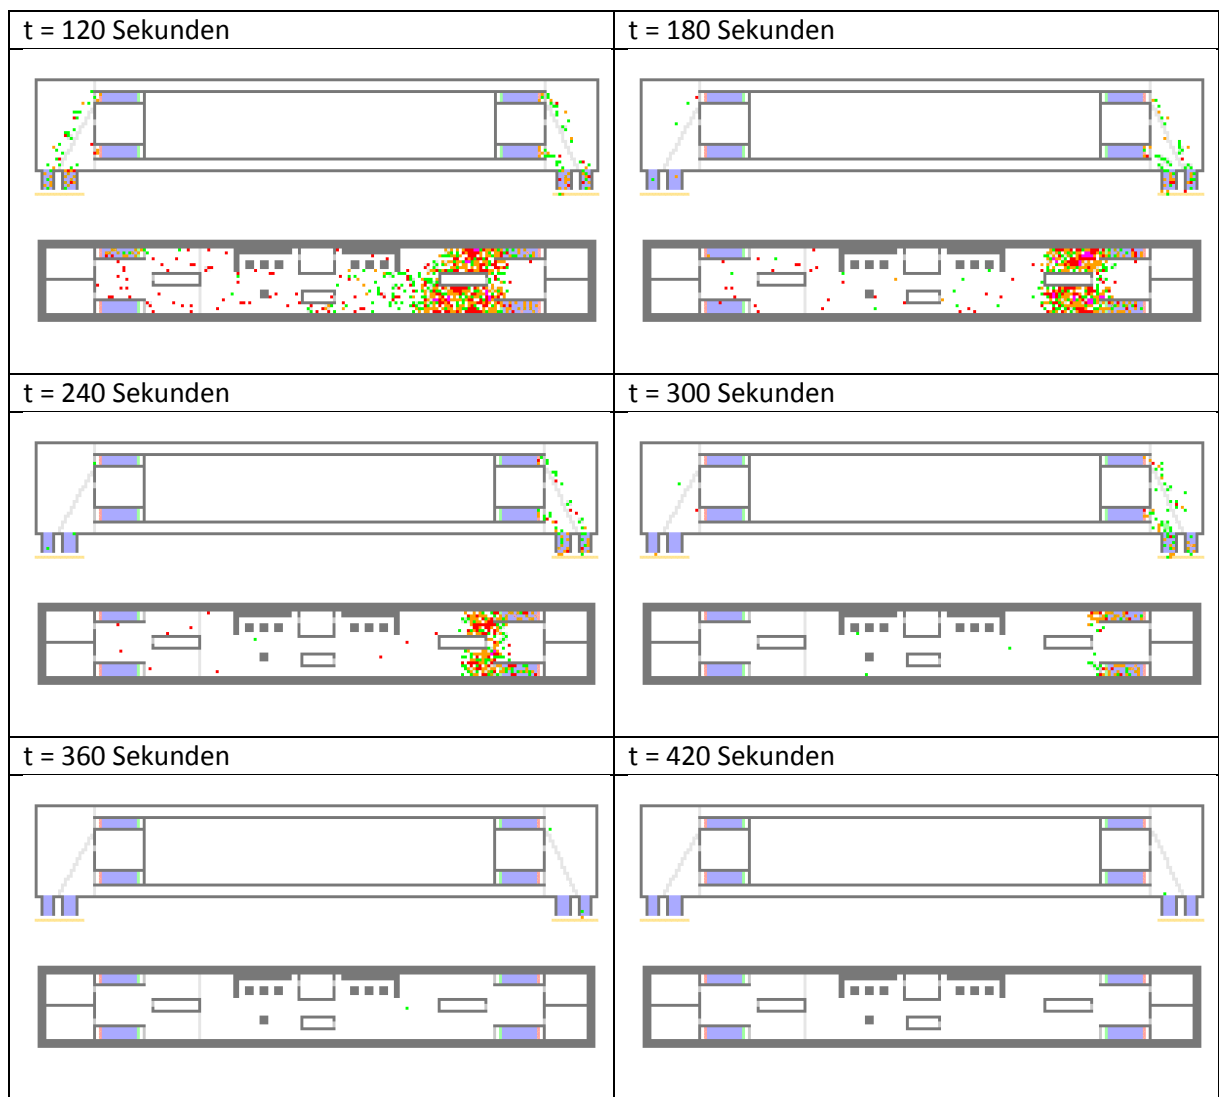 t = 120 Sekunden
t = 180 Sekunden
t = 240 Sekunden
t = 300 Sekunden
t = 360 Sekunden
t = 420 Sekunden